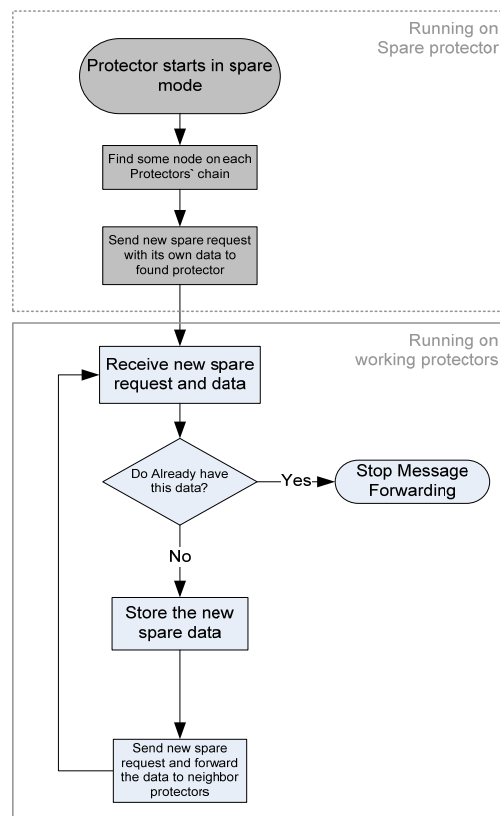 Running on
Spare protector
Protector starts in spare
mode
Find some node on each
Protectors` chain
Send new spare request
with its own data to
found protector
Running on
working protectors
Receive new spare
request and data
Do Already have
this data?
Yes
Stop Message
Forwarding
No
Store the new
spare data
Send new spare
request and forward
the data to neighbor
protectors